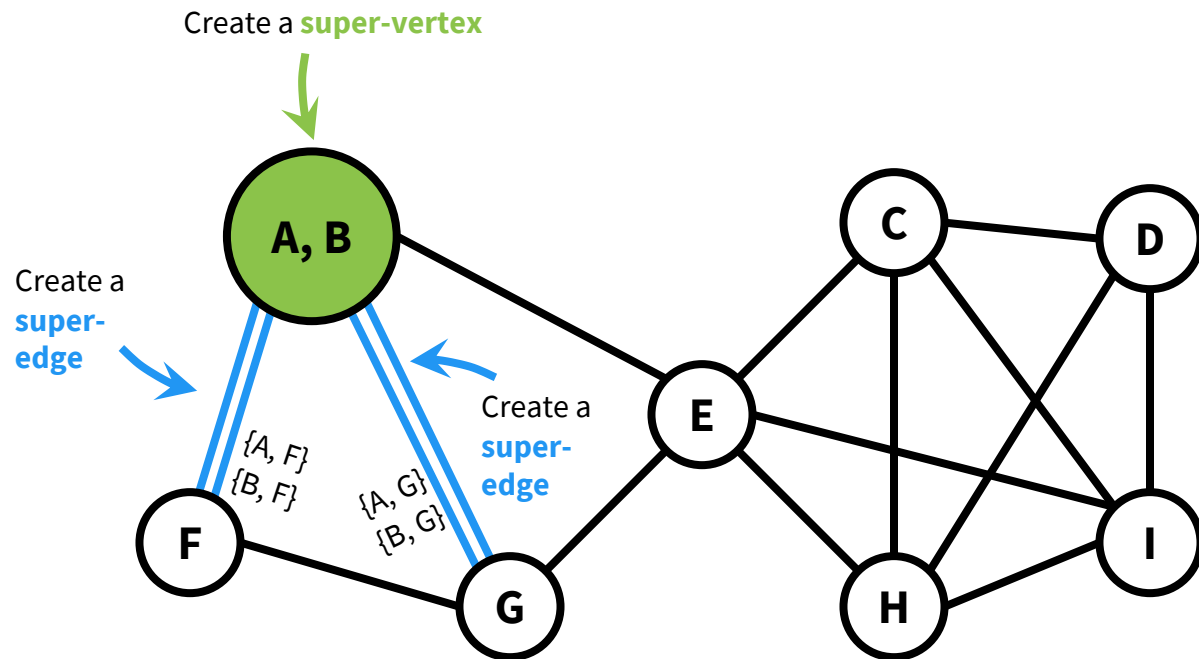 Create a super-vertex
A, B
C
D
Create a
super-
edge
E
Create a
super-
edge
{A, F}
{B, F}
{A, G}
{B, G}
F
G
H
I